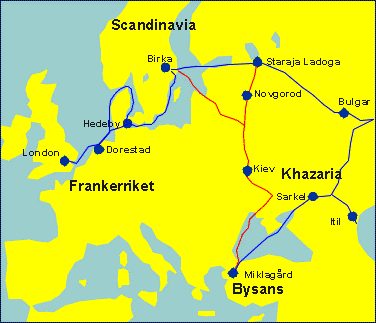 Scandinavia
Birka
Staraja Ladoga
Novgorod
Bulgar
Hedeby
London
Dorestad
Kiev
Khazaria
Frankerriket
Sarkel
Itil
Miklagård
Bysans